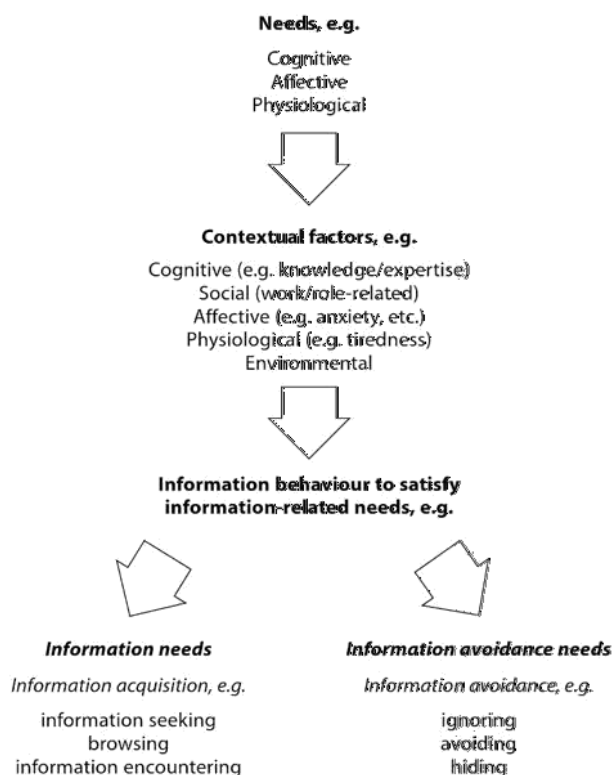 Needs, e.g.
Cognitive
Affective
Physiological
Contextual factors, e.g.
Cognitive (e.g. knowledge/expertise)
Social (work/role-related)
Affective (e.g. anxiety, etc.)
Physiological (e.g. tiredness)
Environmental
Information behaviour to satisfy
information-related needs, e.g.
Information needs
Information acquisition, e.g.
information seeking
browsing
information encountering
Information avoidance needs
Information avoidance, e.g.
ignoring
avoiding
hiding